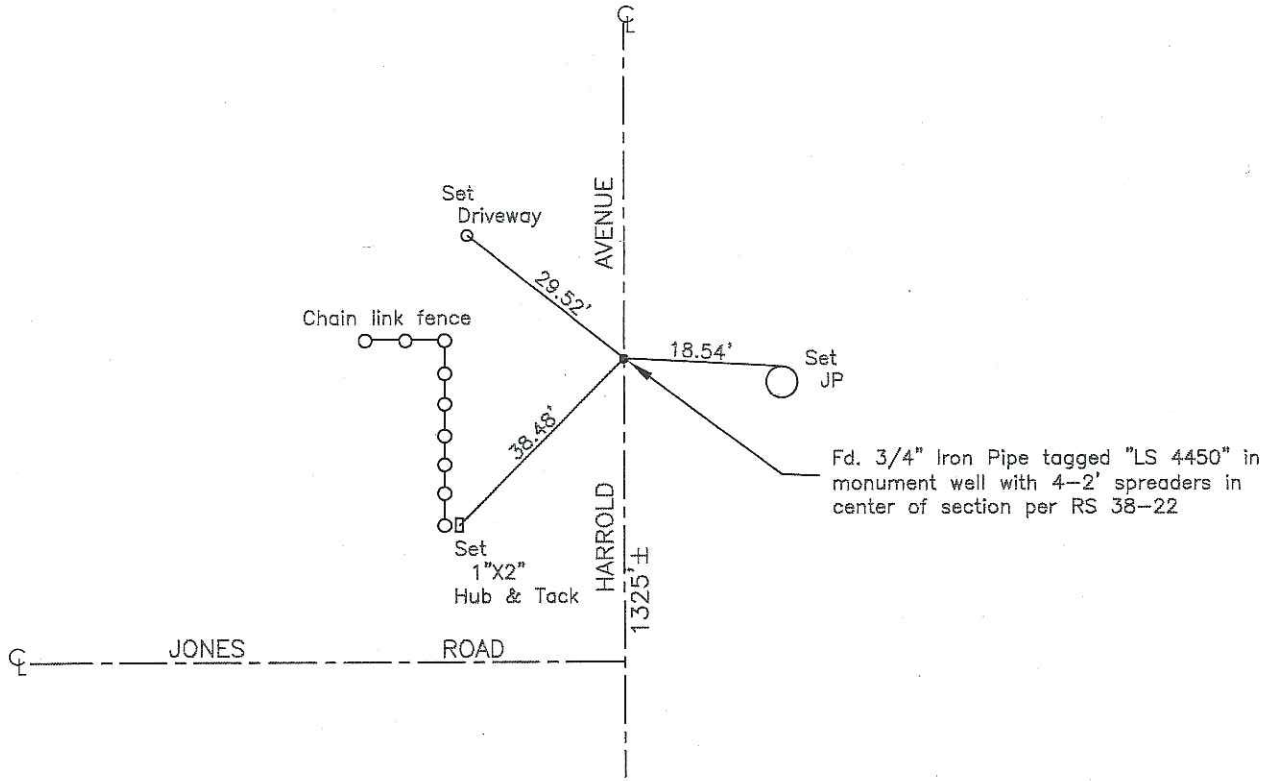 ℄
Set
Driveway
AVENUE
29.52'
Chain link fence
18.54'
Set
JP
38.48'
Fd. 3/4" Iron Pipe tagged "LS 4450" in
monument well with 4-2' spreaders in
center of section per RS 38-22
HARROLD
1325'±
Set
1"X2"
Hub & Tack
℄
JONES ROAD